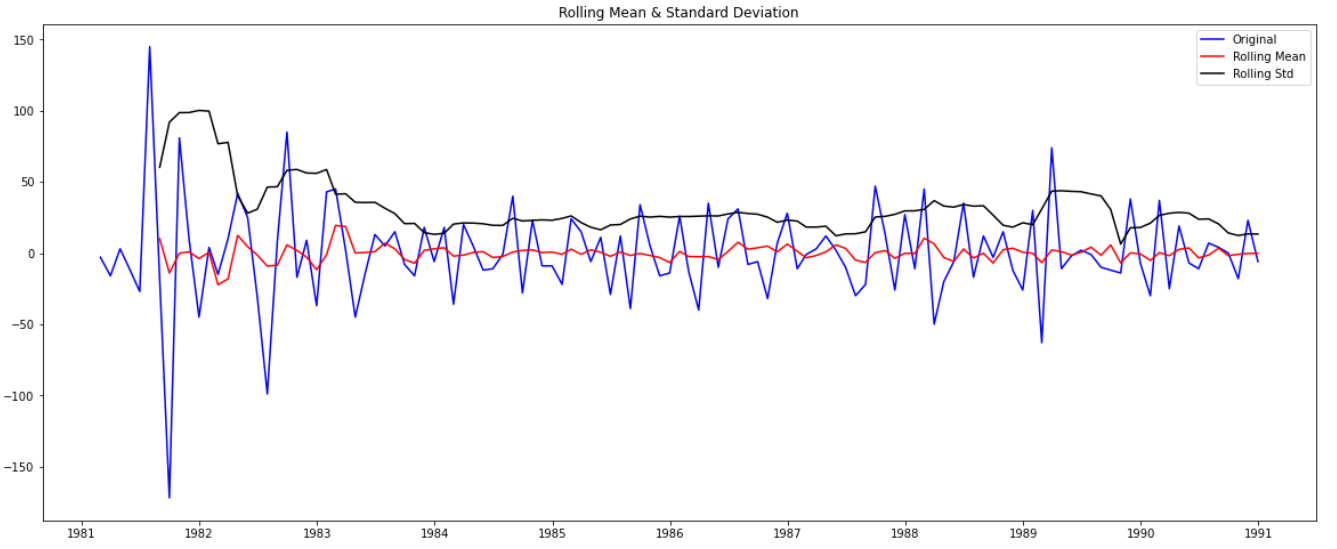 Rolling Mean & Standard Deviation
Original
Rolling Mean
Rolling Std
150
100
50
0
−50
−100
−150
1981 1982 1983 1984 1985 1986 1987 1988 1989 1990 1991